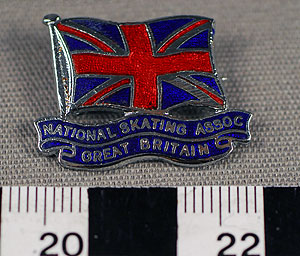 NATIONAL SKATING ASSOC
GREAT BRITAIN
20 22